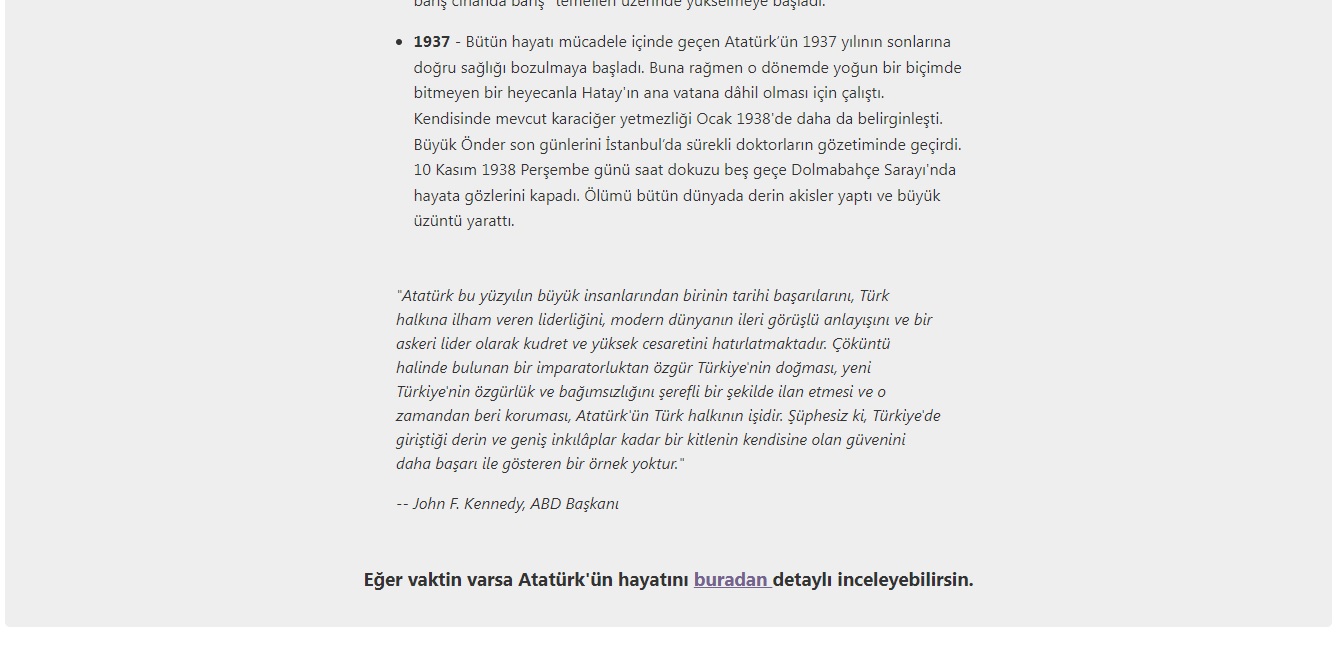 barış cihanda barış" temelleri üzerinde yükselmeye başladı.
1937 - Bütün hayatı mücadele içinde geçen Atatürk'ün 1937 yılının sonlarına
doğru sağlığı bozulmaya başladı. Buna rağmen o dönemde yoğun bir biçimde
bitmeyen bir heyecanla Hatay'ın ana vatana dâhil olması için çalıştı.
Kendisinde mevcut karaciğer yetmezliği Ocak 1938'de daha da belirginleşti.
Büyük Önder son günlerini İstanbul'da sürekli doktorların gözetiminde geçirdi.
10 Kasım 1938 Perşembe günü saat dokuzu beş geçe Dolmabahçe Sarayı'nda
hayata gözlerini kapadı. Ölümü bütün dünyada derin akisler yaptı ve büyük
üzüntü yarattı.
"Atatürk bu yüzyılın büyük insanlarından birinin tarihi başarılarını, Türk
halkına ilham veren liderliğini, modern dünyanın ileri görüşlü anlayışını ve bir
askeri lider olarak kudret ve yüksek cesaretini hatırlatmaktadır. Çöküntü
halinde bulunan bir imparatorluktan özgür Türkiye'nin doğması, yeni
Türkiye'nin özgürlük ve bağımsızlığını şerefli bir şekilde ilan etmesi ve o
zamandan beri koruması, Atatürk'ün Türk halkının işidir. Şüphesiz ki, Türkiye'de
giriştiği derin ve geniş inkılâplar kadar bir kitlenin kendisine olan güvenini
daha başarı ile gösteren bir örnek yoktur."
-- John F. Kennedy, ABD Başkanı
Eğer vaktin varsa Atatürk'ün hayatını buradan detaylı inceleyebilirsin.